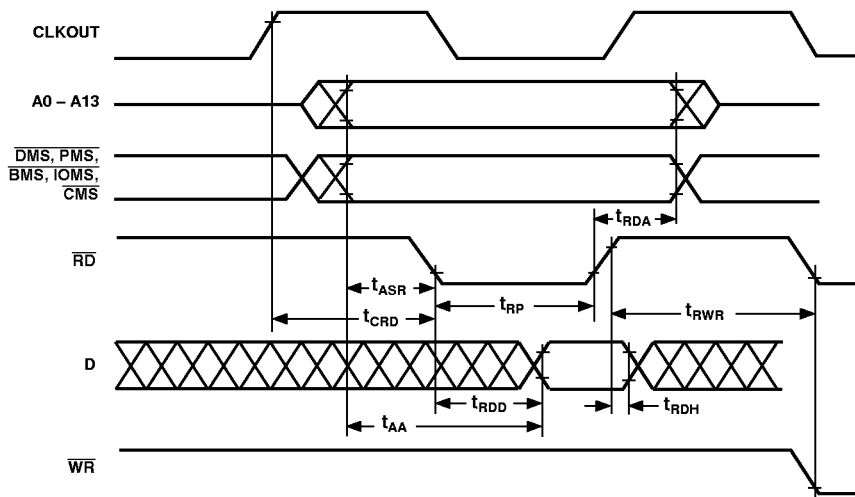 CLKOUT
A0 – A13
DMS, PMS,
BMS, IOMS,
CMS
tRDA
RD
tASR
tRP
tCRD
tRWR
D
tRDD
tRDH
tAA
WR